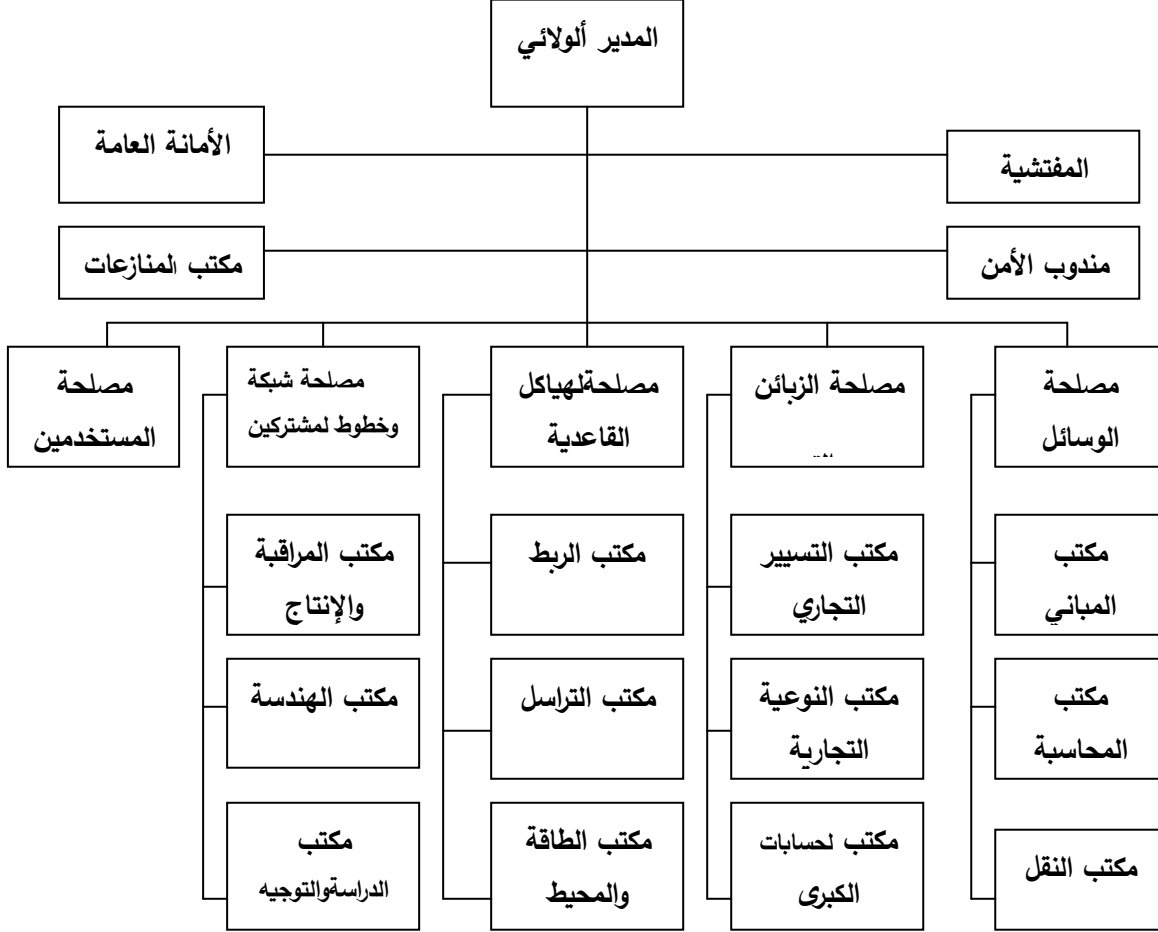 المدير ألولائي
الأمانة العامة
المفتشية
مكتب المنازعات
مندوب الأمن
مصلحة
الوسائل
مصلحة الزبائن
مصلحةلهياكل
القاعدية
مصلحة شبكة
وخطوط لمشتركين
مصلحة
المستخدمين
مكتب
المباني
مكتب التسيير
التجاري
مكتب الربط
مكتب المراقبة
والإنتاج
مكتب
المحاسبة
مكتب النوعية
التجارية
مكتب التراسل
مكتب الهندسة
مكتب النقل
مكتب لحسابات
الكبرى
مكتب الطاقة
والمحيط
مكتب
الدراسةوالتوجيه